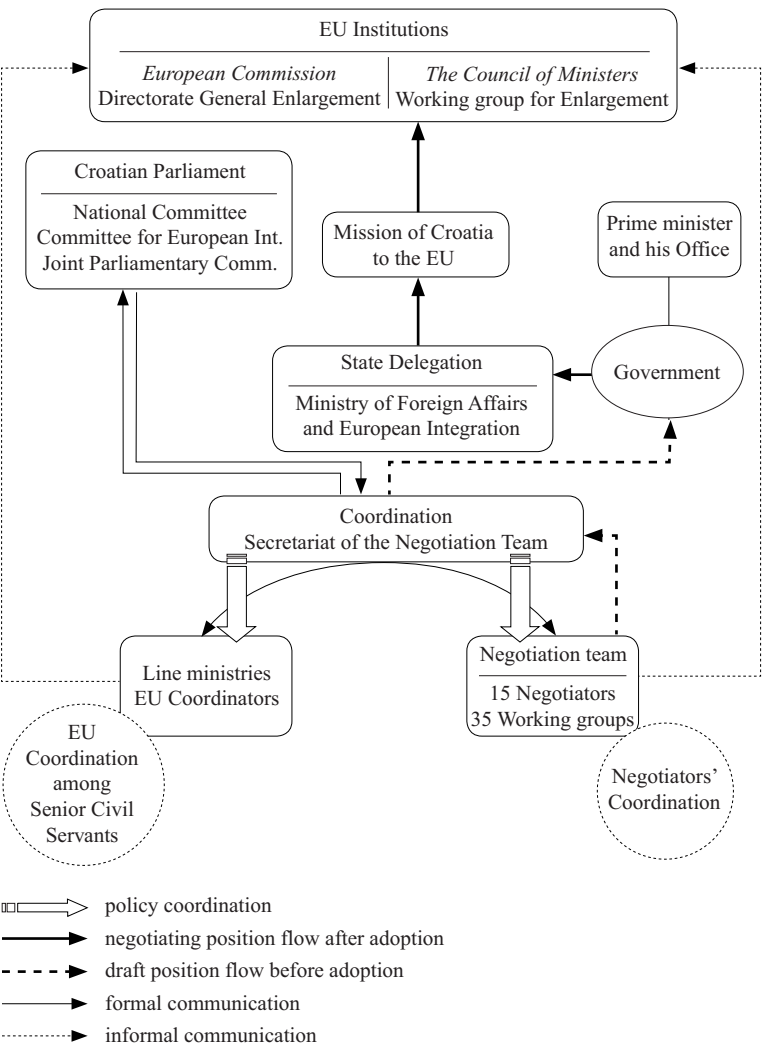 EU Institutions
European Commission
Directorate General Enlargement
The Council of Ministers
Working group for Enlargement
Croatian Parliament
National Committee
Committee for European Int.
Joint Parliamentary Comm.
Mission of Croatia
to the EU
Prime minister
and his Office
State Delegation
Ministry of Foreign Affairs
and European Integration
Government
Coordination
Secretariat of the Negotiation Team
Line ministries
EU Coordinators
Negotiation team
15 Negotiators
35 Working groups
EU
Coordination
among
Senior Civil
Servants
Negotiators’
Coordination
policy coordination
negotiating position flow after adoption
draft position flow before adoption
formal communication
informal communication